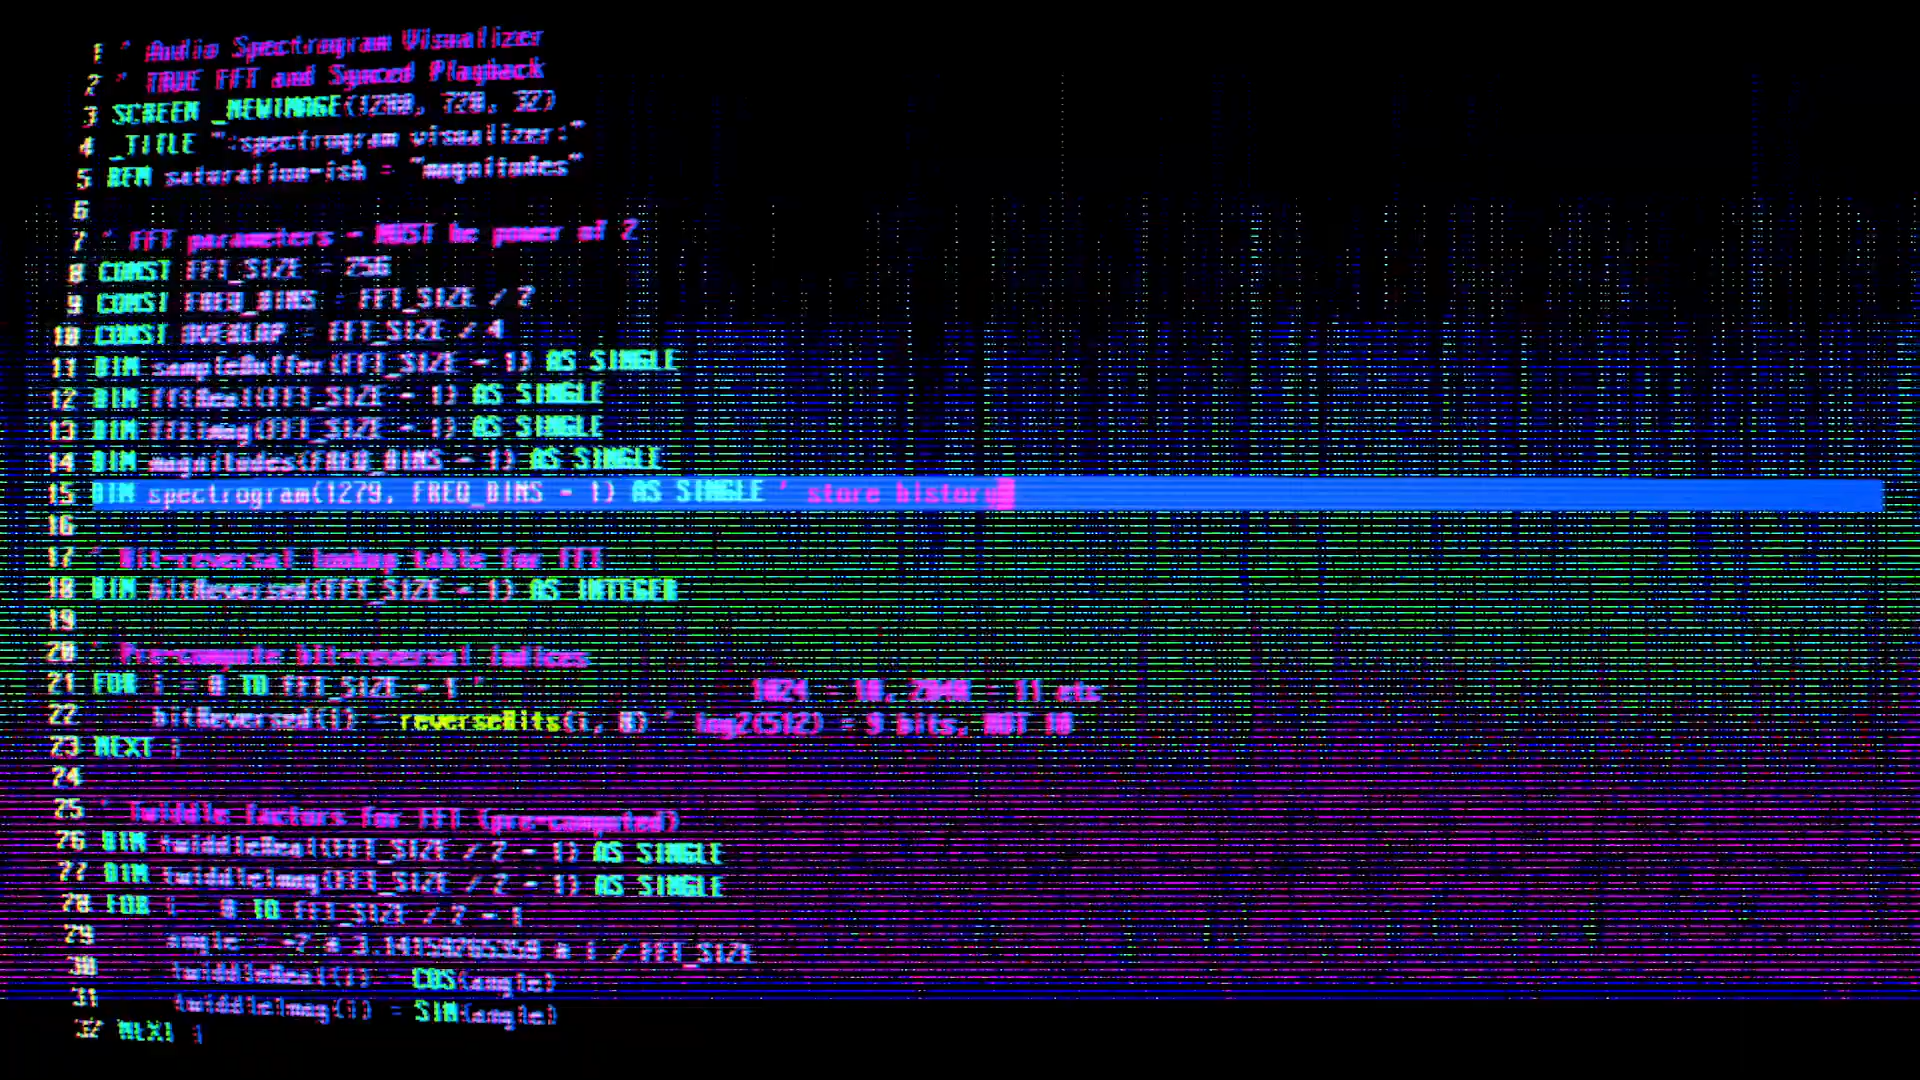 1 ' Audio Spectrogram Visualizer
2 ' TRUE FFT and Synced Playback
3 SCREEN _NEWIMAGE(1280, 720, 32)
4 _TITLE ":spectrogram visualizer:"
5 REM saturation-ish = "magnitudes"
6
7 ' FFT parameters - MUST be power of 2
8 CONST FFT_SIZE = 256
9 CONST FREQ_BINS = FFT_SIZE / 2
10 CONST OVERLAP = FFT_SIZE / 4
11 DIM sampleBuffer(FFT_SIZE - 1) AS SINGLE
12 DIM fftReal(FFT_SIZE - 1) AS SINGLE
13 DIM fftImag(FFT_SIZE - 1) AS SINGLE
14 DIM magnitudes(FREQ_BINS - 1) AS SINGLE
15 DIM spectrogram(1279, FREQ_BINS - 1) AS SINGLE ' store history
16
17 ' Bit-reversal lookup table for FFT
18 DIM bitReversed(FFT_SIZE - 1) AS INTEGER
19
20 ' Pre-compute bit-reversal indices
21 FOR i = 0 TO FFT_SIZE - 1 ' 1024 = 10, 2048 = 11 etc
22 bitReversed(i) = reverseBits(i, 8) ' log2(512) = 9 bits, NOT 10
23 NEXT i
24
25 ' Twiddle factors for FFT (pre-computed)
26 DIM twiddleReal(FFT_SIZE / 2 - 1) AS SINGLE
27 DIM twiddleImag(FFT_SIZE / 2 - 1) AS SINGLE
28 FOR i = 0 TO FFT_SIZE / 2 - 1
29 angle = -2 * 3.14159265359 * i / FFT_SIZE
30 twiddleReal(i) = COS(angle)
31 twiddleImag(i) = SIN(angle)
32 NEXT i